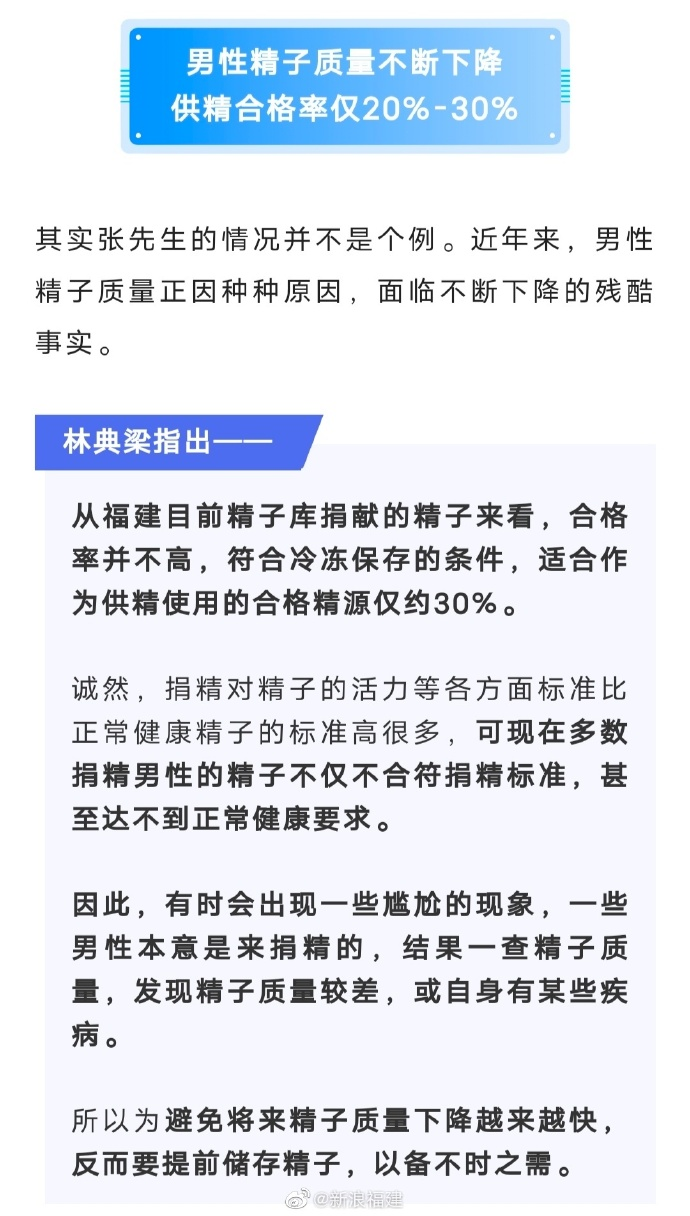 男性精子质量不断下降
供精合格率仅20%-30%
其实张先生的情况并不是个例。近年来，男性
精子质量正因种种原因，面临不断下降的残酷
事实。
林典梁指出——
从福建目前精子库捐献的精子来看，合格
率并不高，符合冷冻保存的条件，适合作
为供精使用的合格精源仅约30%。
诚然，捐精对精子的活力等各方面标准比
正常健康精子的标准高很多，可现在多数
捐精男性的精子不仅不合符捐精标准，甚
至达不到正常健康要求。
因此，有时会出现一些尴尬的现象，一些
男性本意是来捐精的，结果一查精子质
量，发现精子质量较差，或自身有某些疾
病。
所以为避免将来精子质量下降越来越快，
反而要提前储存精子，以备不时之需。
@新浪福建